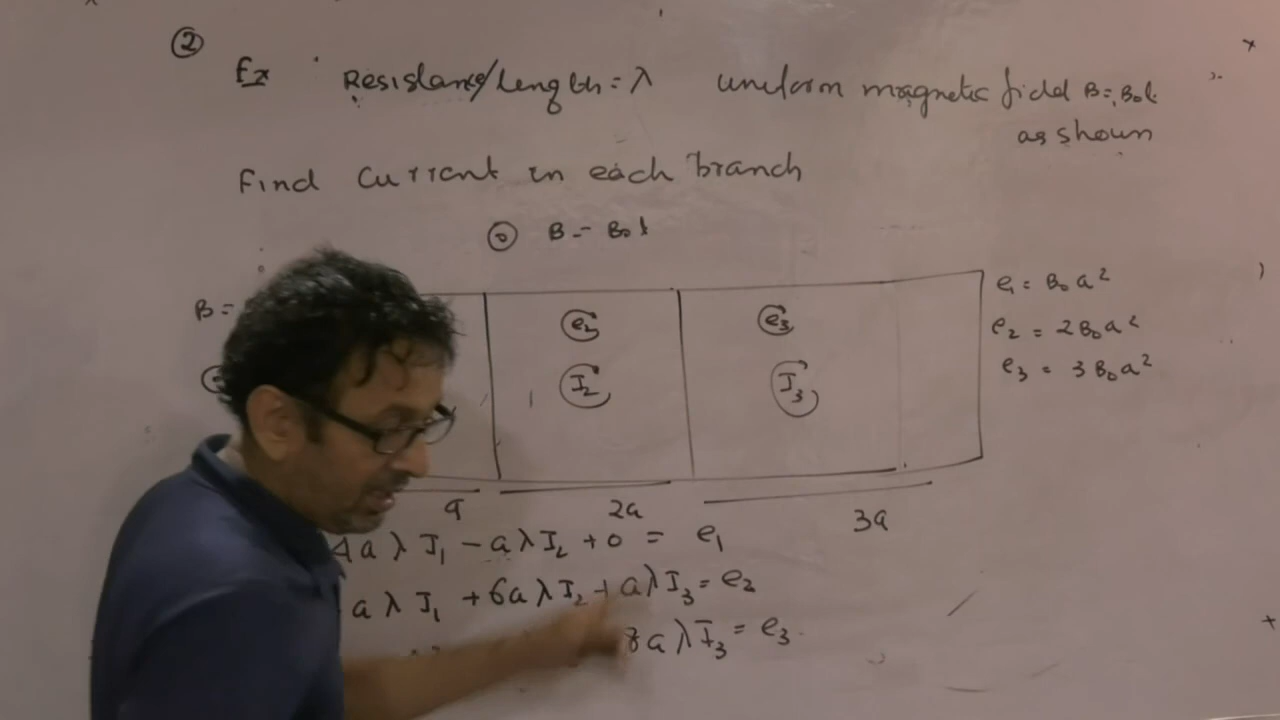 ②
Ex Resistance/Length = λ uniform magnetic field B = B₀t
as shown
Find current in each branch
⊙ B = B₀t
B =
e₂ e₃
I₂ I₃
e₁ = B₀a²
e₂ = 2B₀a²
e₃ = 3B₀a²
a 2a 3a
4aλI₁ - aλI₂ + 0 = e₁
aλI₁ + 6aλI₂ + aλI₃ = e₂
8aλI₃ = e₃